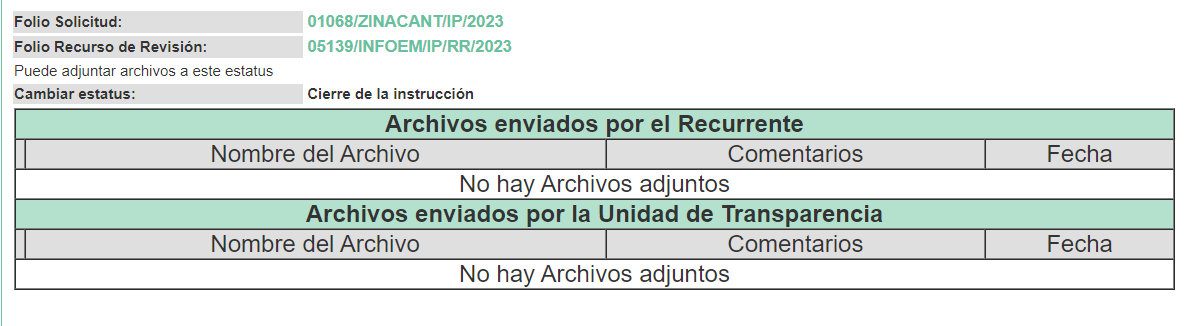 Folio Solicitud: 01068/ZINACANT/IP/2023
Folio Recurso de Revisión: 05139/INFOEM/IP/RR/2023
Puede adjuntar archivos a este estatus
Cambiar estatus: Cierre de la instrucción
Archivos enviados por el Recurrente
Nombre del Archivo Comentarios Fecha
No hay Archivos adjuntos
Archivos enviados por la Unidad de Transparencia
Nombre del Archivo Comentarios Fecha
No hay Archivos adjuntos